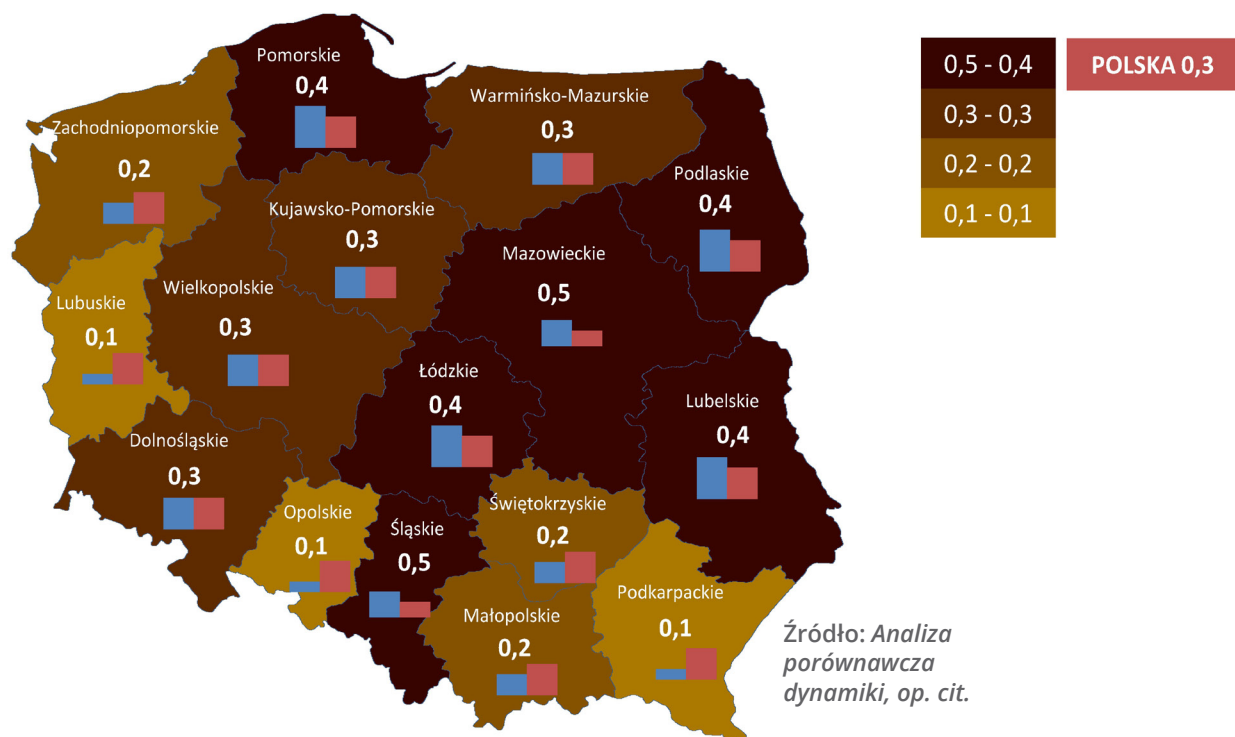 Pomorskie
0,4
Warmińsko-Mazurskie
0,3
Zachodniopomorskie
0,2
Podlaskie
0,4
Kujawsko-Pomorskie
0,3
Mazowieckie
0,5
Lubuskie
0,1
Wielkopolskie
0,3
Łódzkie
0,4
Lubelskie
0,4
Dolnośląskie
0,3
Opolskie
0,1
Śląskie
0,5
Świętokrzyskie
0,2
Małopolskie
0,2
Podkarpackie
0,1
0,5 - 0,4
POLSKA 0,3
0,3 - 0,3
0,2 - 0,2
0,1 - 0,1
Źródło: Analiza
porównawcza
dynamiki, op. cit.